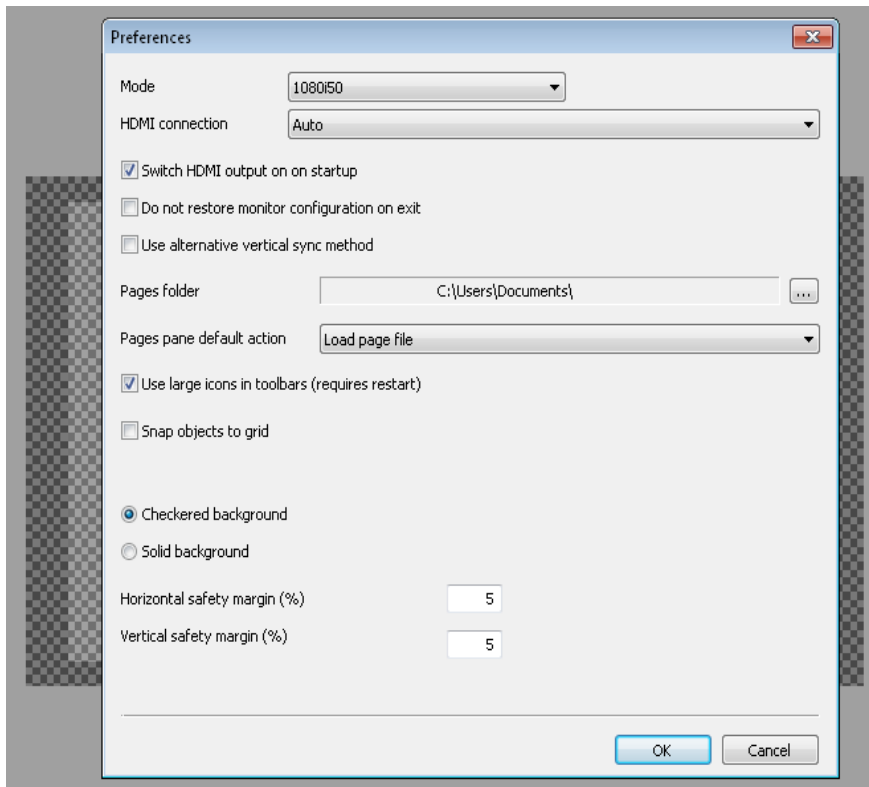 Preferences
Mode 1080i50
HDMI connection Auto
Switch HDMI output on on startup
Do not restore monitor configuration on exit
Use alternative vertical sync method
Pages folder C:\Users\Documents\ ...
Pages pane default action Load page file
Use large icons in toolbars (requires restart)
Snap objects to grid
Checkered background
Solid background
Horizontal safety margin (%) 5
Vertical safety margin (%) 5
OK Cancel